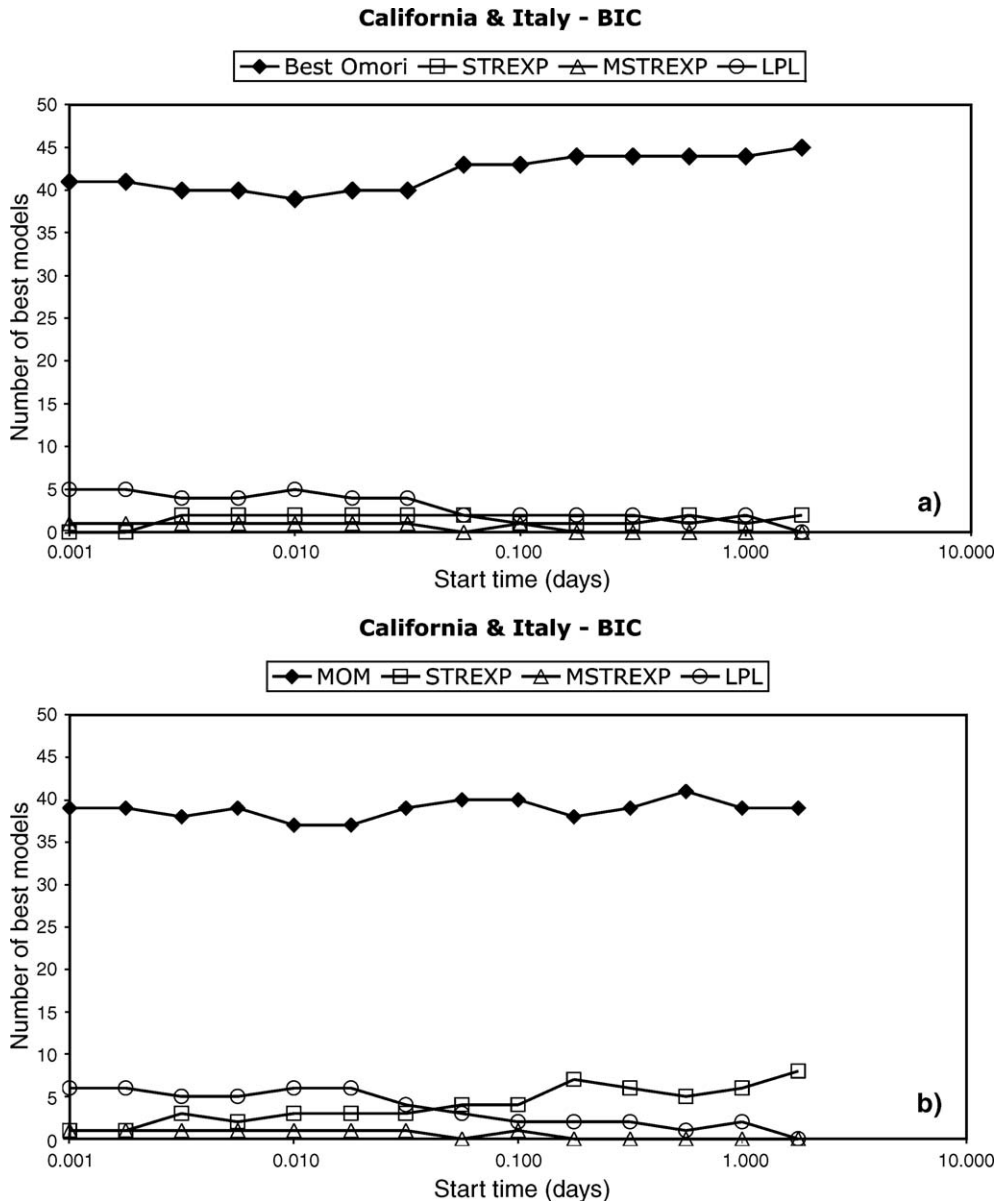 California & Italy - BIC
Best Omori STREXP MSTREXP LPL
50
45
40
35
30
25
20
15
10
5
0
Number of best models
a)
0.001 0.010 0.100 1.000 10.000
Start time (days)
California & Italy - BIC
MOM STREXP MSTREXP LPL
50
45
40
35
30
25
20
15
10
5
0
Number of best models
b)
0.001 0.010 0.100 1.000 10.000
Start time (days)